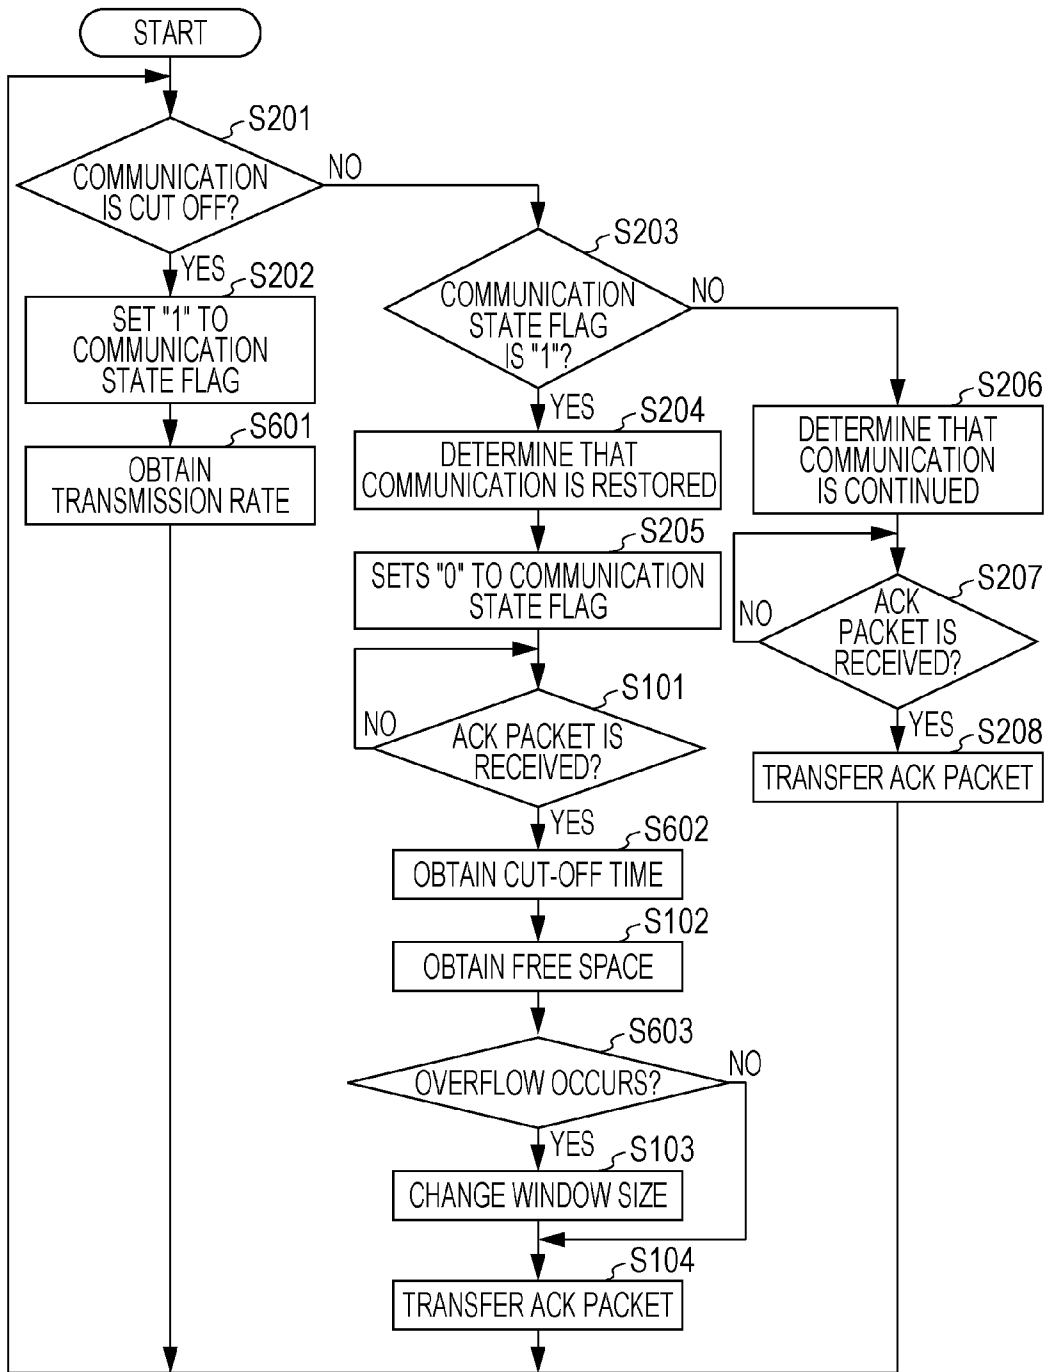 START
S201
COMMUNICATION
IS CUT OFF?
NO
YES
S202
SET "1" TO
COMMUNICATION
STATE FLAG
S601
OBTAIN
TRANSMISSION RATE
S203
COMMUNICATION
STATE FLAG
IS "1"?
NO
YES
S204
DETERMINE THAT
COMMUNICATION IS RESTORED
S205
SETS "0" TO COMMUNICATION
STATE FLAG
S101
ACK PACKET IS
RECEIVED?
NO
YES
S602
OBTAIN CUT-OFF TIME
S102
OBTAIN FREE SPACE
S603
OVERFLOW OCCURS?
NO
YES
S103
CHANGE WINDOW SIZE
S104
TRANSFER ACK PACKET
S206
DETERMINE THAT
COMMUNICATION
IS CONTINUED
S207
ACK
PACKET IS
RECEIVED?
NO
YES
S208
TRANSFER ACK PACKET